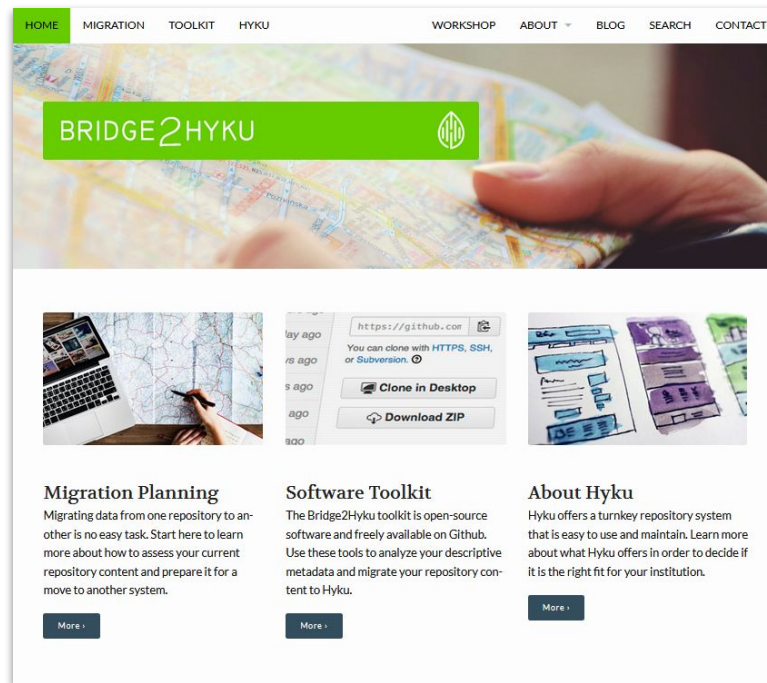 HOME MIGRATION TOOLKIT HYKU WORKSHOP ABOUT BLOG SEARCH CONTACT
BRIDGE2HYKU
https://github.com
You can clone with HTTPS, SSH,
or Subversion.
Clone in Desktop
Download ZIP
day ago
s ago
ago
ago
Migration Planning
Migrating data from one repository to an-
other is no easy task. Start here to learn
more about how to assess your current
repository content and prepare it for a
move to another system.
More ›
Software Toolkit
The Bridge2Hyku toolkit is open-source
software and freely available on Github.
Use these tools to analyze your descriptive
metadata and migrate your repository con-
tent to Hyku.
More ›
About Hyku
Hyku offers a turnkey repository system
that is easy to use and maintain. Learn more
about what Hyku offers in order to decide if
it is the right fit for your institution.
More ›